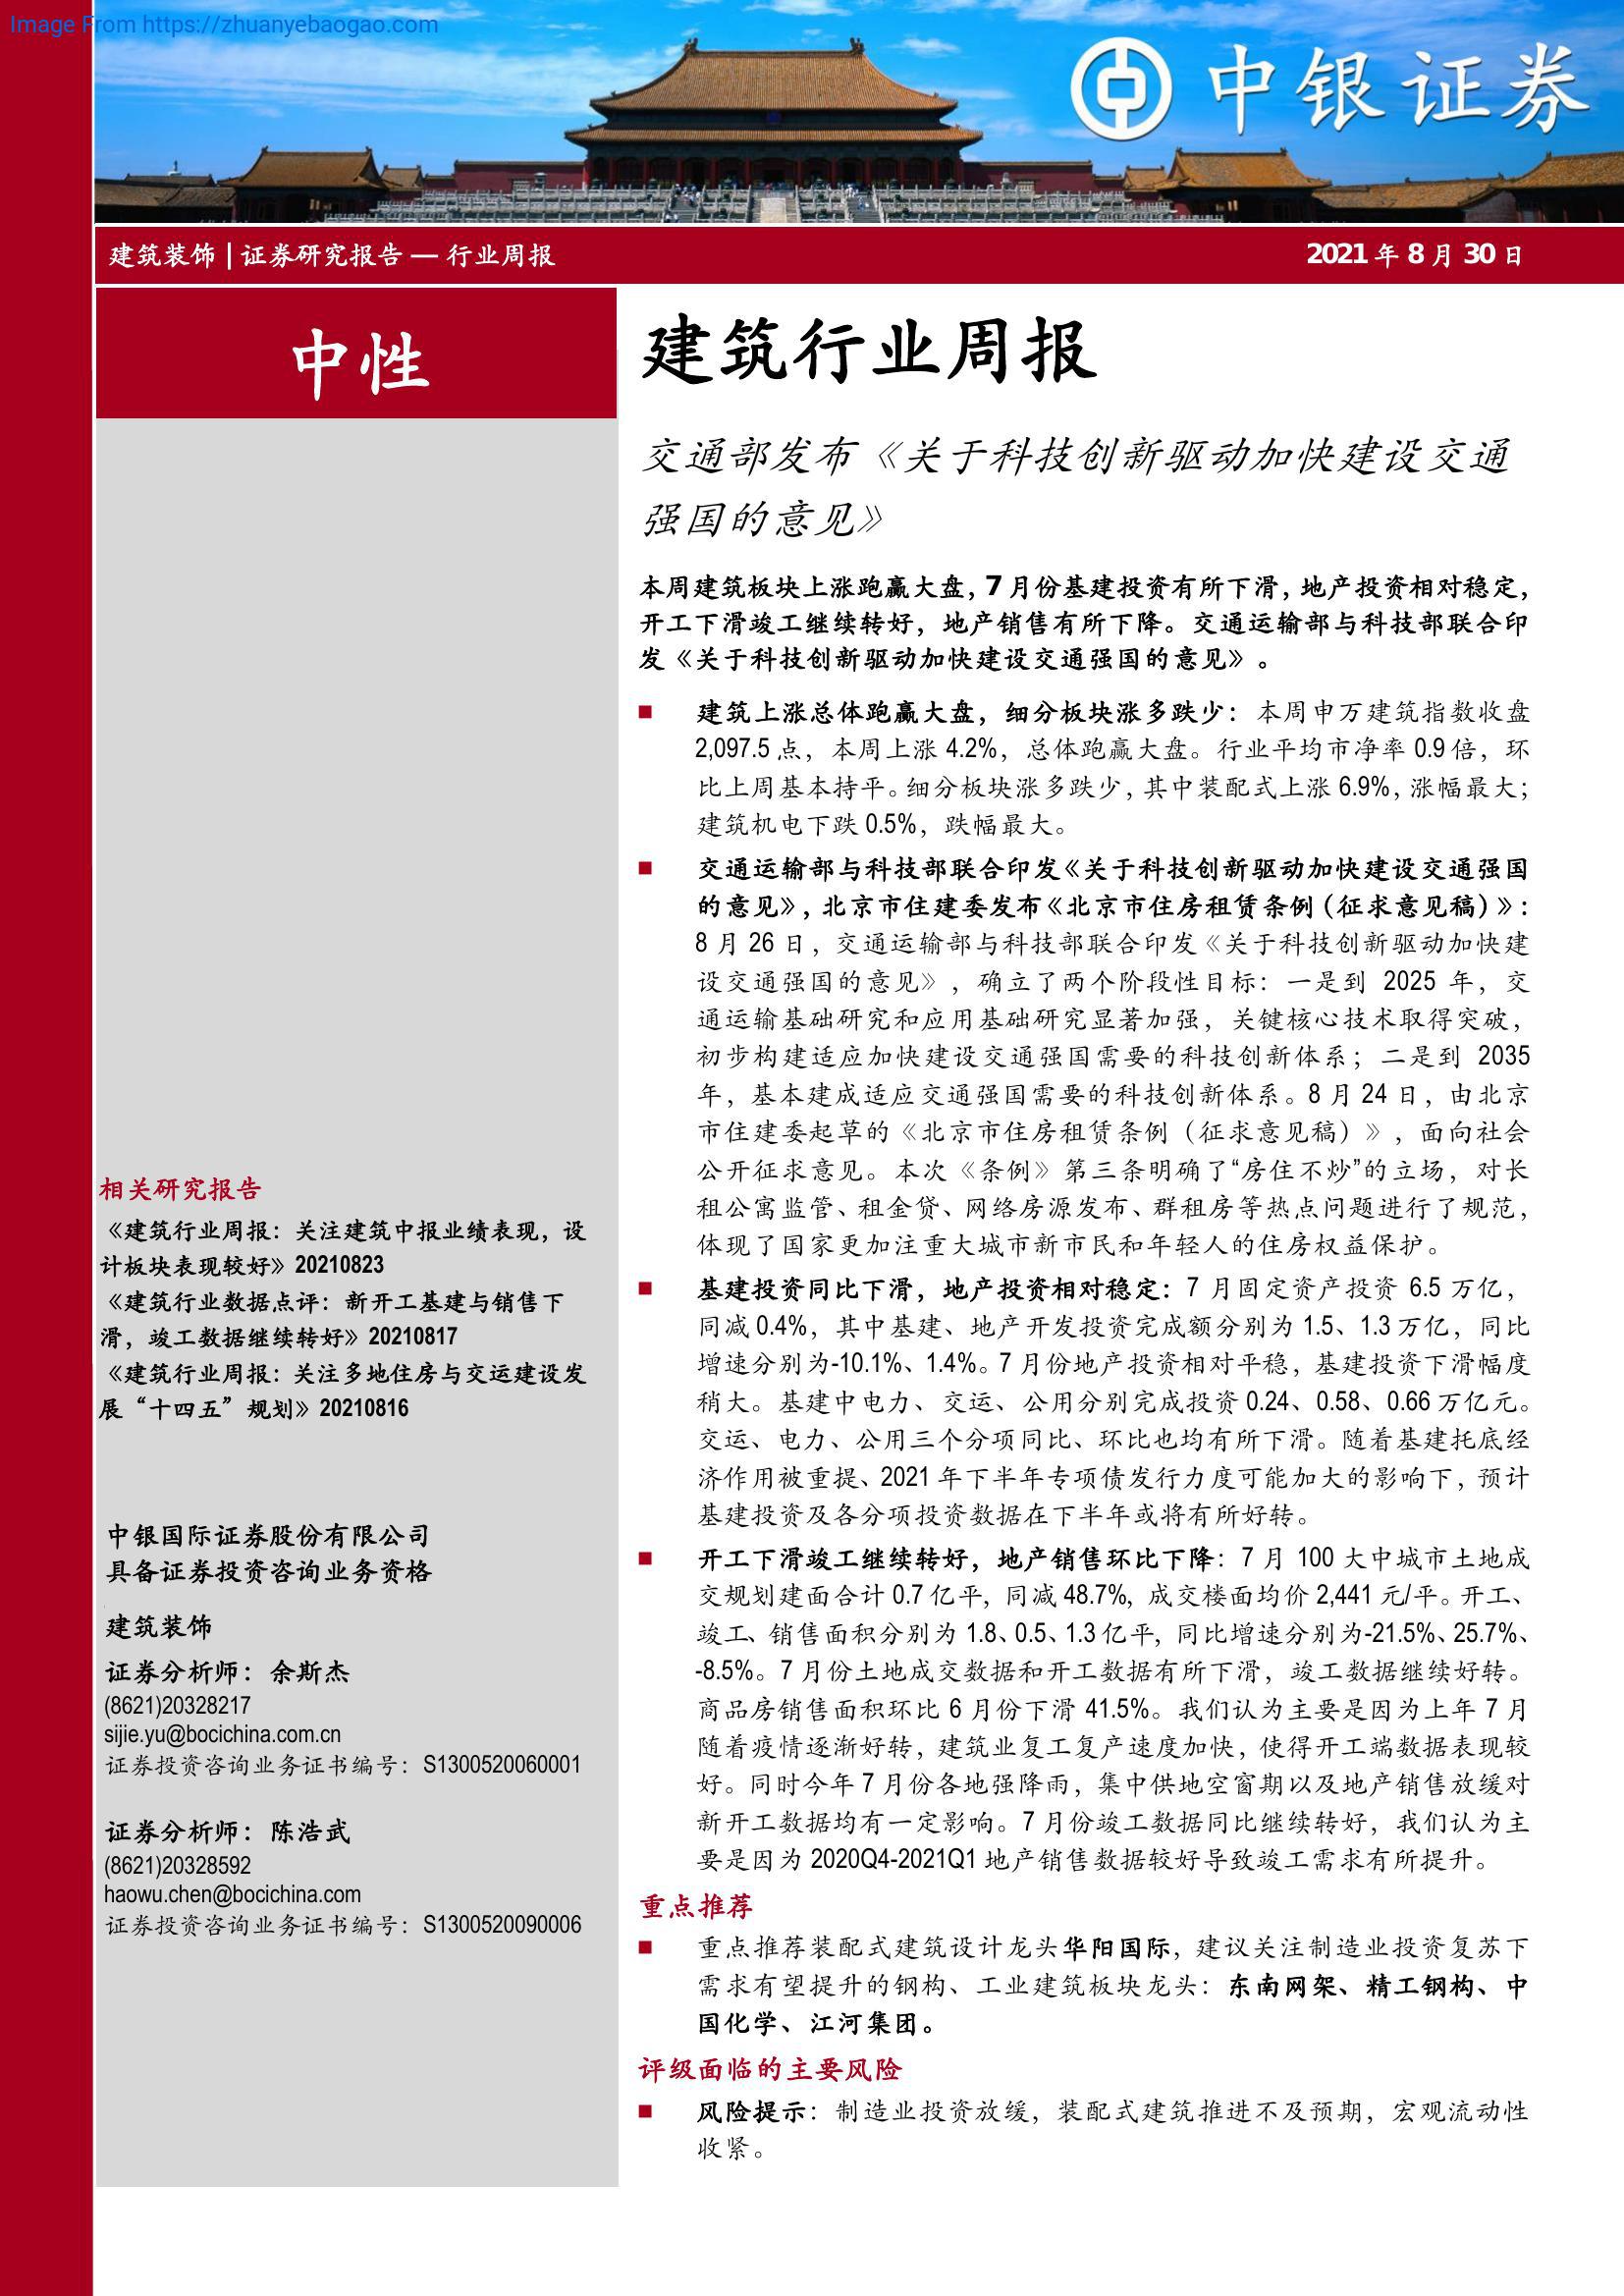 Image From https://zhuanyebaogao.com
中银证券
建筑装饰 | 证券研究报告 — 行业周报
2021 年 8 月 30 日
中性
建筑行业周报
交通部发布《关于科技创新驱动加快建设交通
强国的意见》
本周建筑板块上涨跑赢大盘，7 月份基建投资有所下滑，地产投资相对稳定，
开工下滑竣工继续转好，地产销售有所下降。交通运输部与科技部联合印
发《关于科技创新驱动加快建设交通强国的意见》。
■ 建筑上涨总体跑赢大盘，细分板块涨多跌少：本周申万建筑指数收盘
2,097.5 点，本周上涨 4.2%，总体跑赢大盘。行业平均市净率 0.9 倍，环
比上周基本持平。细分板块涨多跌少，其中装配式上涨 6.9%，涨幅最大；
建筑机电下跌 0.5%，跌幅最大。
■ 交通运输部与科技部联合印发《关于科技创新驱动加快建设交通强国
的意见》，北京市住建委发布《北京市住房租赁条例（征求意见稿）》：
8 月 26 日，交通运输部与科技部联合印发《关于科技创新驱动加快建
设交通强国的意见》，确立了两个阶段性目标：一是到 2025 年，交
通运输基础研究和应用基础研究显著加强，关键核心技术取得突破，
初步构建适应加快建设交通强国需要的科技创新体系；二是到 2035
年，基本建成适应交通强国需要的科技创新体系。8 月 24 日，由北京
市住建委起草的《北京市住房租赁条例（征求意见稿）》，面向社会
公开征求意见。本次《条例》第三条明确了“房住不炒”的立场，对长
租公寓监管、租金贷、网络房源发布、群租房等热点问题进行了规范，
体现了国家更加注重大城市新市民和年轻人的住房权益保护。
■ 基建投资同比下滑，地产投资相对稳定：7 月固定资产投资 6.5 万亿，
同减 0.4%，其中基建、地产开发投资完成额分别为 1.5、1.3 万亿，同比
增速分别为-10.1%、1.4%。7 月份地产投资相对平稳，基建投资下滑幅度
稍大。基建中电力、交运、公用分别完成投资 0.24、0.58、0.66 万亿元。
交运、电力、公用三个分项同比、环比也均有所下滑。随着基建托底经
济作用被重提、2021 年下半年专项债发行力度可能加大的影响下，预计
基建投资及各分项投资数据在下半年或将有所好转。
■ 开工下滑竣工继续转好，地产销售环比下降：7 月 100 大中城市土地成
交规划建面合计 0.7 亿平，同减 48.7%，成交楼面均价 2,441 元/平。开工、
竣工、销售面积分别为 1.8、0.5、1.3 亿平，同比增速分别为-21.5%、25.7%、
-8.5%。7 月份土地成交数据和开工数据有所下滑，竣工数据继续好转。
商品房销售面积环比 6 月份下滑 41.5%。我们认为主要是因为上年 7 月
随着疫情逐渐好转，建筑业复工复产速度加快，使得开工端数据表现较
好。同时今年 7 月份各地强降雨，集中供地空窗期以及地产销售放缓对
新开工数据均有一定影响。7 月份竣工数据同比继续转好，我们认为主
要是因为 2020Q4-2021Q1 地产销售数据较好导致竣工需求有所提升。
重点推荐
■ 重点推荐装配式建筑设计龙头华阳国际，建议关注制造业投资复苏下
需求有望提升的钢构、工业建筑板块龙头：东南网架、精工钢构、中
国化学、江河集团。
评级面临的主要风险
■ 风险提示：制造业投资放缓，装配式建筑推进不及预期，宏观流动性
收紧。
相关研究报告
《建筑行业周报：关注建筑中报业绩表现，设
计板块表现较好》20210823
《建筑行业数据点评：新开工基建与销售下
滑，竣工数据继续转好》20210817
《建筑行业周报：关注多地住房与交运建设发
展“十四五”规划》20210816
中银国际证券股份有限公司
具备证券投资咨询业务资格
建筑装饰
证券分析师：余斯杰
(8621)20328217
sijie.yu@bocichina.com.cn
证券投资咨询业务证书编号：S1300520060001
证券分析师：陈浩武
(8621)20328592
haowu.chen@bocichina.com
证券投资咨询业务证书编号：S1300520090006